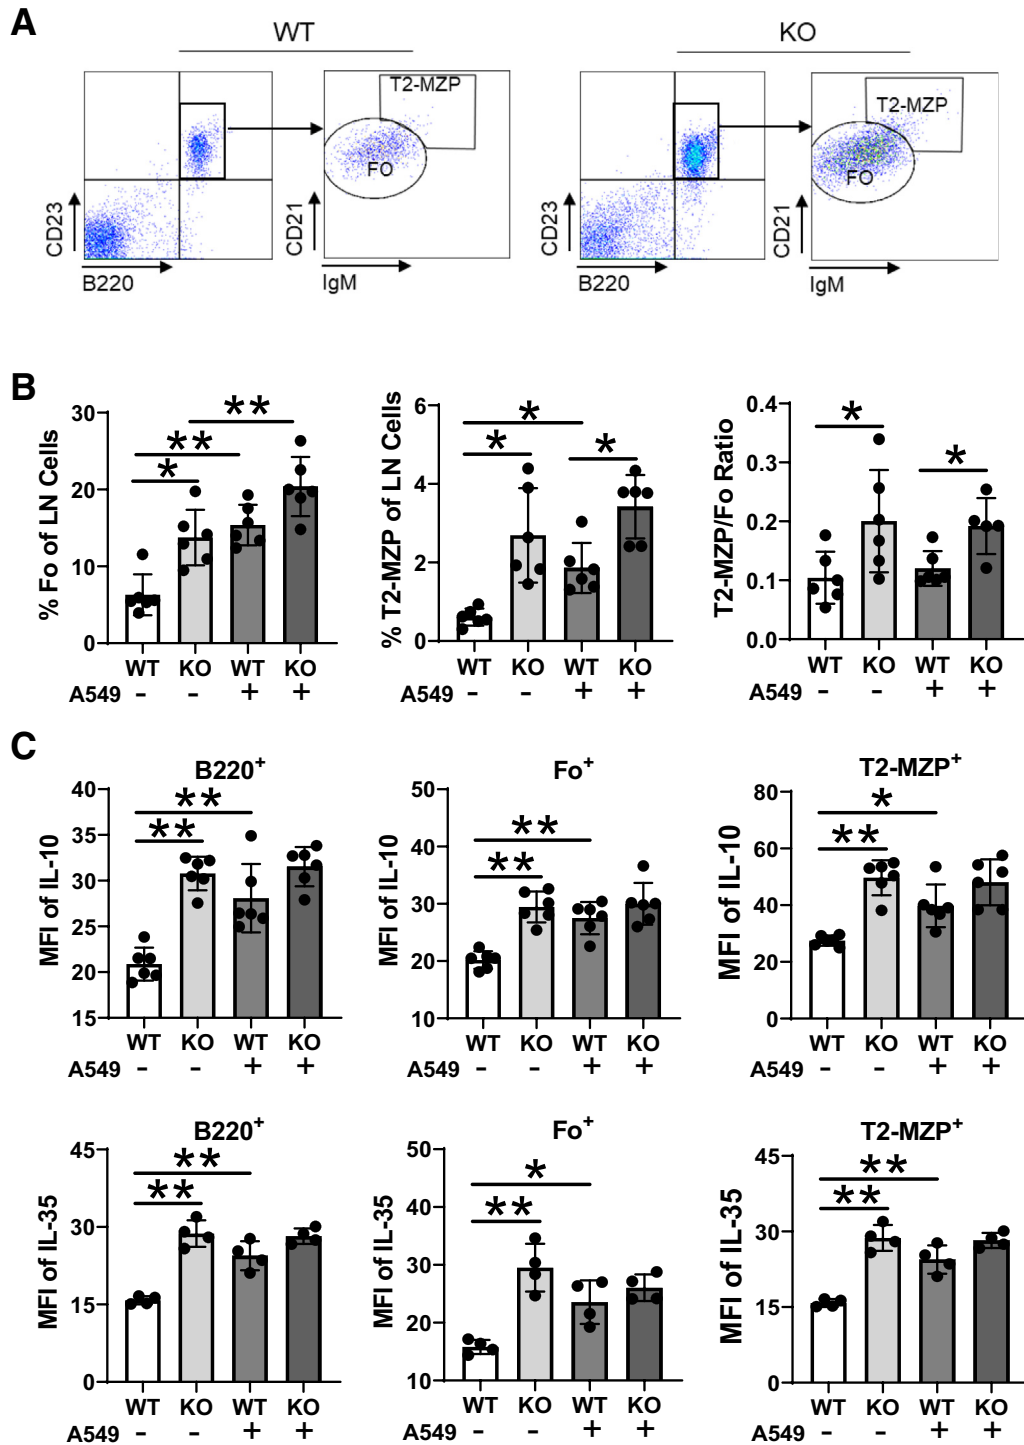 A
WT
KO
T2-MZP
FO
CD23
B220
CD21
IgM
T2-MZP
FO
CD23
B220
CD21
IgM
B
% Fo of LN Cells
30
20
10
0
** 
**
*
WT KO WT KO
A549 - - + +
% T2-MZP of LN Cells
6
4
2
0
*
*
*
WT KO WT KO
- - + +
A549
T2-MZP/Fo Ratio
0.4
0.3
0.2
0.1
0.0
*
*
WT KO WT KO
A549 - - + +
C
B220+
MFI of IL-10
40
35
30
25
20
15
**
**
WT KO WT KO
A549 - - + +
Fo+
MFI of IL-10
50
40
30
20
10
**
**
WT KO WT KO
A549 - - + +
T2-MZP+
MFI of IL-10
80
60
40
20
0
*
**
WT KO WT KO
A549 - - + +
B220+
MFI of IL-35
45
30
15
0
**
**
WT KO WT KO
A549 - - + +
Fo+
MFI of IL-35
50
40
30
20
10
*
**
WT KO WT KO
A549 - - + +
T2-MZP+
MFI of IL-35
45
30
15
0
**
**
WT KO WT KO
A549 - - + +